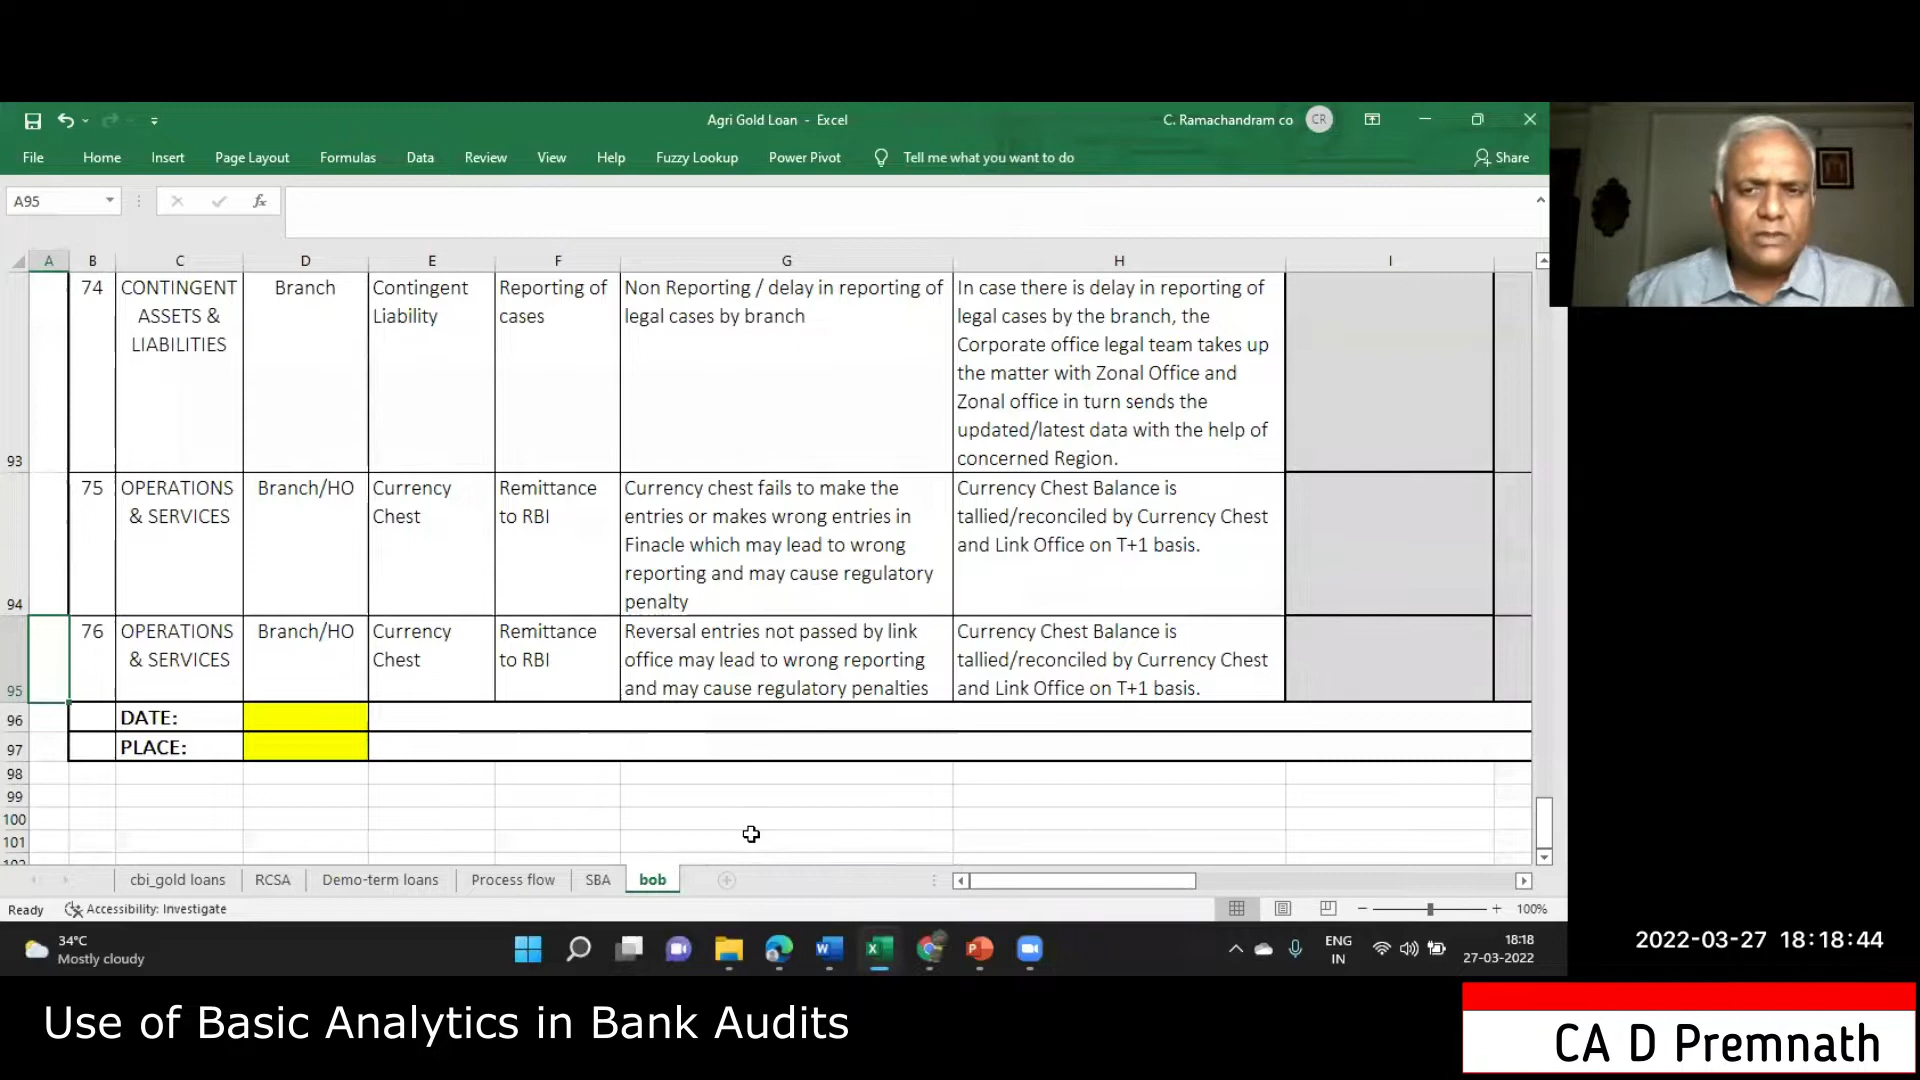 Agri Gold Loan - Excel
C. Ramachandram co
CR
File Home Insert Page Layout Formulas Data Review View Help Fuzzy Lookup Power Pivot Tell me what you want to do Share
A95
fx
A B C D E F G H I
74 CONTINGENT Branch Contingent Reporting of Non Reporting / delay in reporting of In case there is delay in reporting of
ASSETS & Liability cases legal cases by branch legal cases by the branch, the
LIABILITIES Corporate office legal team takes up
the matter with Zonal Office and
Zonal office in turn sends the
updated/latest data with the help of
93 concerned Region.
75 OPERATIONS Branch/HO Currency Remittance Currency chest fails to make the Currency Chest Balance is
& SERVICES Chest to RBI entries or makes wrong entries in tallied/reconciled by Currency Chest
Finacle which may lead to wrong and Link Office on T+1 basis.
reporting and may cause regulatory
94 penalty
76 OPERATIONS Branch/HO Currency Remittance Reversal entries not passed by link Currency Chest Balance is
& SERVICES Chest to RBI office may lead to wrong reporting tallied/reconciled by Currency Chest
95 and may cause regulatory penalties and Link Office on T+1 basis.
96 DATE:
97 PLACE:
98
99
100
101
102
cbi_gold loans RCSA Demo-term loans Process flow SBA bob
Ready Accessibility: Investigate 100%
34°C
Mostly cloudy
ENG
IN
18:18
27-03-2022
2022-03-27 18:18:44
Use of Basic Analytics in Bank Audits
CA D Premnath